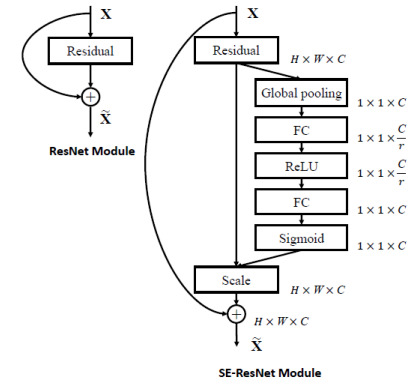 X
Residual
+
X̃
ResNet Module
X
Residual
H × W × C
Global pooling
1 × 1 × C
FC
1 × 1 × C/r
ReLU
1 × 1 × C/r
FC
1 × 1 × C
Sigmoid
1 × 1 × C
Scale
H × W × C
+
H × W × C
X̃
SE-ResNet Module